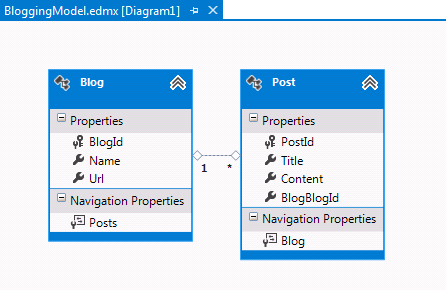 BloggingModel.edmx [Diagram1]
Blog
Properties
BlogId
Name
Url
Navigation Properties
Posts
1 *
Post
Properties
PostId
Title
Content
BlogBlogId
Navigation Properties
Blog